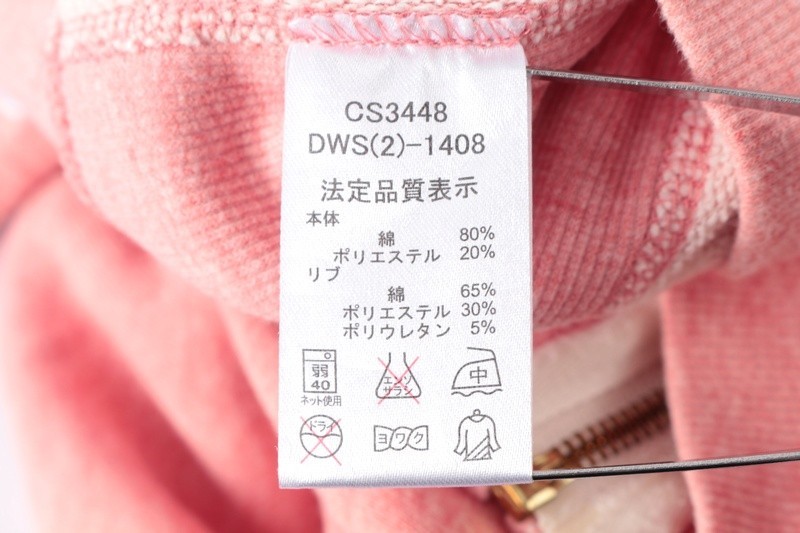 CS3448
DWS(2)-1408
法定品質表示
本体
綿 80%
ポリエステル 20%
リブ
綿 65%
ポリエステル 30%
ポリウレタン 5%
弱
40
ネット使用
エンソ
サラシ
中
ドライ
ヨワク